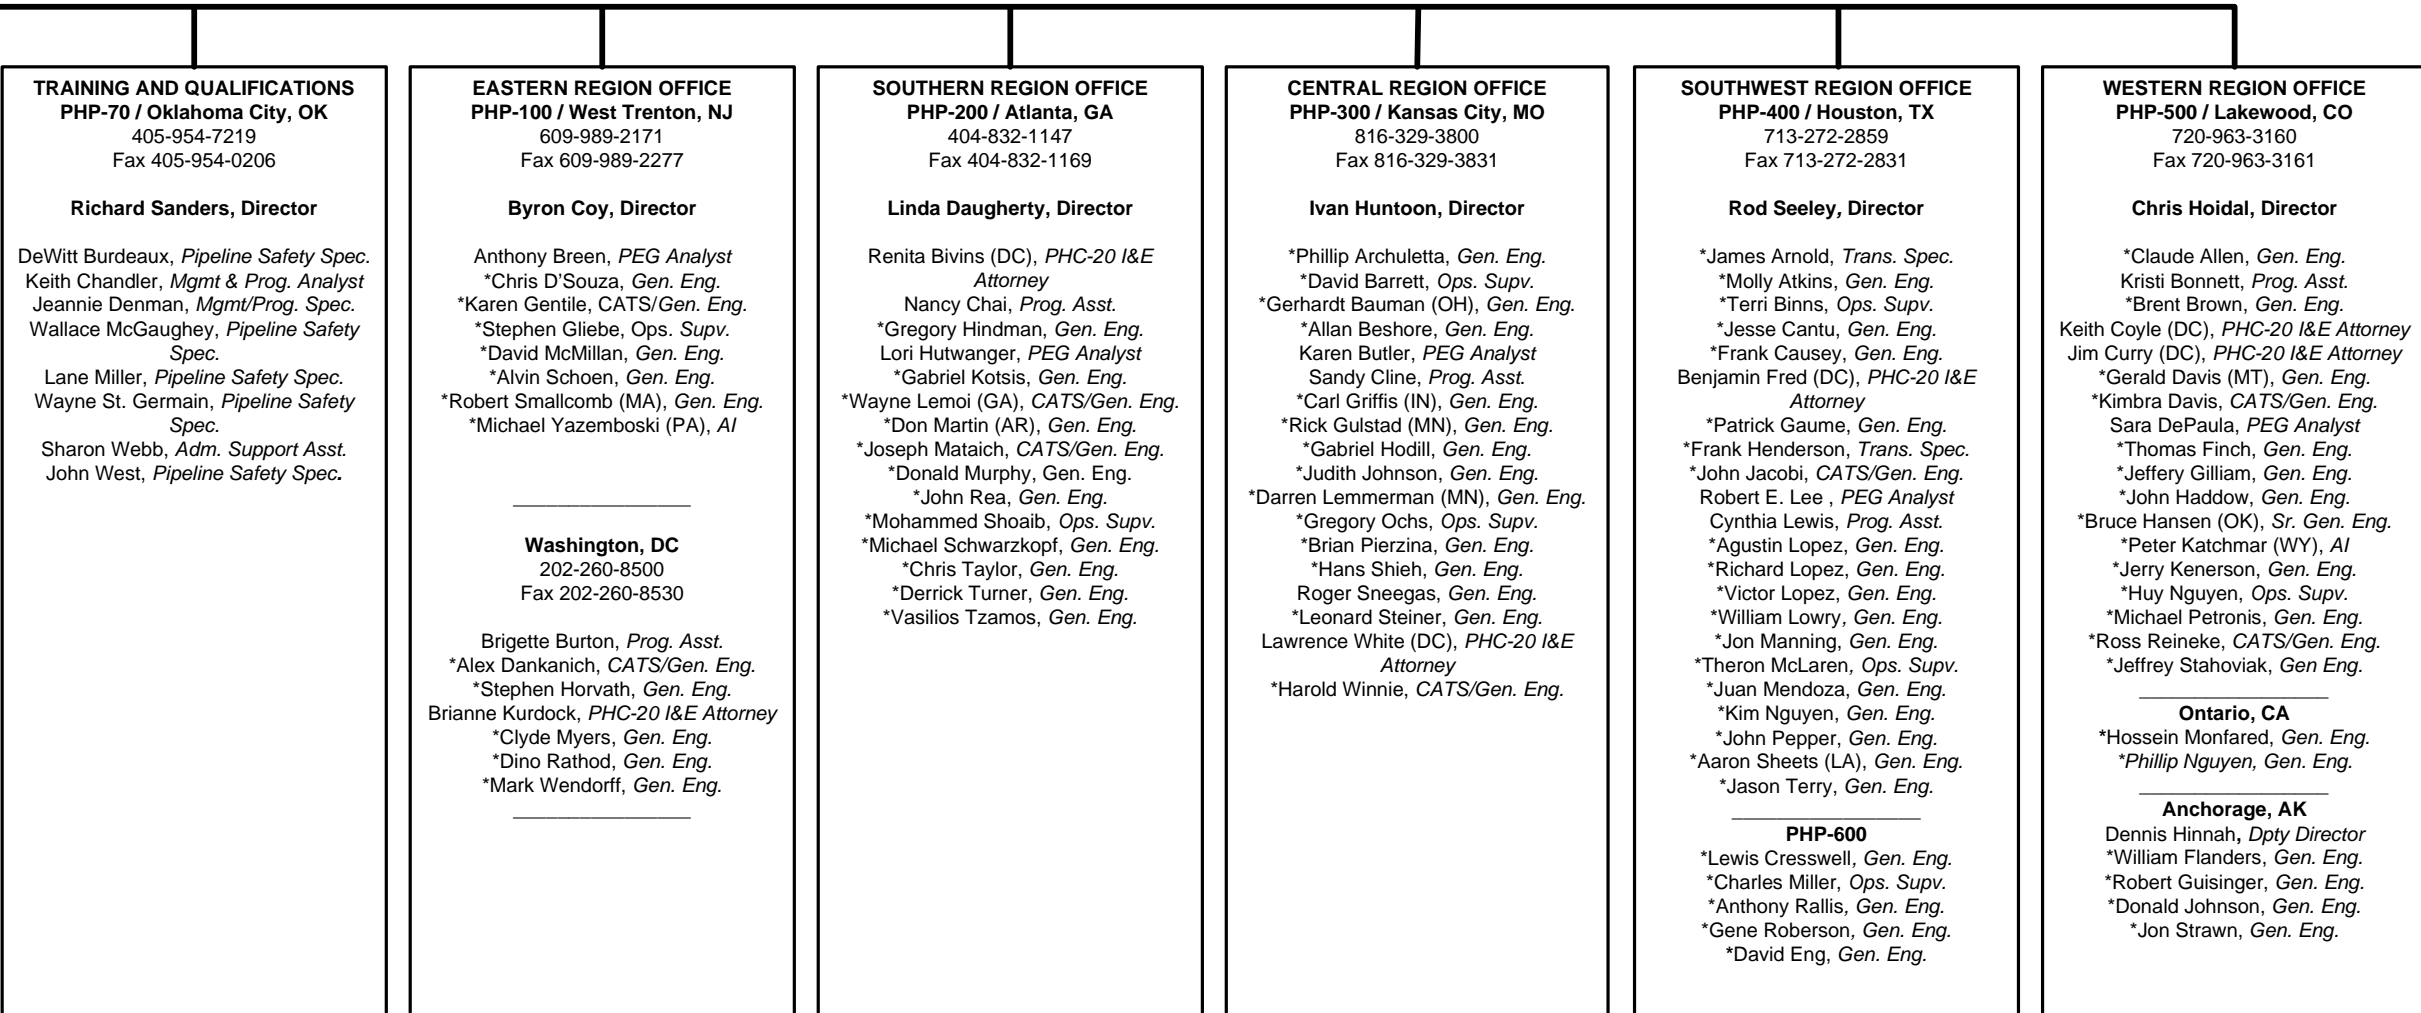 TRAINING AND QUALIFICATIONS
PHP-70 / Oklahoma City, OK
405-954-7219
Fax 405-954-0206
Richard Sanders, Director
DeWitt Burdeaux, Pipeline Safety Spec.
Keith Chandler, Mgmt & Prog. Analyst
Jeannie Denman, Mgmt/Prog. Spec.
Wallace McGaughey, Pipeline Safety
Spec.
Lane Miller, Pipeline Safety Spec.
Wayne St. Germain, Pipeline Safety
Spec.
Sharon Webb, Adm. Support Asst.
John West, Pipeline Safety Spec.
EASTERN REGION OFFICE
PHP-100 / West Trenton, NJ
609-989-2171
Fax 609-989-2277
Byron Coy, Director
Anthony Breen, PEG Analyst
*Chris D’Souza, Gen. Eng.
*Karen Gentile, CATS/Gen. Eng.
*Stephen Gliebe, Ops. Supv.
*David McMillan, Gen. Eng.
*Alvin Schoen, Gen. Eng.
*Robert Smallcomb (MA), Gen. Eng.
*Michael Yazemboski (PA), AI
________________
Washington, DC
202-260-8500
Fax 202-260-8530
Brigette Burton, Prog. Asst.
*Alex Dankanich, CATS/Gen. Eng.
*Stephen Horvath, Gen. Eng.
Brianne Kurdock, PHC-20 I&E Attorney
*Clyde Myers, Gen. Eng.
*Dino Rathod, Gen. Eng.
*Mark Wendorff, Gen. Eng.
________________
SOUTHERN REGION OFFICE
PHP-200 / Atlanta, GA
404-832-1147
Fax 404-832-1169
Linda Daugherty, Director
Renita Bivins (DC), PHC-20 I&E
Attorney
Nancy Chai, Prog. Asst.
*Gregory Hindman, Gen. Eng.
Lori Hutwanger, PEG Analyst
*Gabriel Kotsis, Gen. Eng.
*Wayne Lemoi (GA), CATS/Gen. Eng.
*Don Martin (AR), Gen. Eng.
*Joseph Mataich, CATS/Gen. Eng.
*Donald Murphy, Gen. Eng.
*John Rea, Gen. Eng.
*Mohammed Shoaib, Ops. Supv.
*Michael Schwarzkopf, Gen. Eng.
*Chris Taylor, Gen. Eng.
*Derrick Turner, Gen. Eng.
*Vasilios Tzamos, Gen. Eng.
CENTRAL REGION OFFICE
PHP-300 / Kansas City, MO
816-329-3800
Fax 816-329-3831
Ivan Huntoon, Director
*Phillip Archuletta, Gen. Eng.
*David Barrett, Ops. Supv.
*Gerhardt Bauman (OH), Gen. Eng.
*Allan Beshore, Gen. Eng.
Karen Butler, PEG Analyst
Sandy Cline, Prog. Asst.
*Carl Griffis (IN), Gen. Eng.
*Rick Gulstad (MN), Gen. Eng.
*Gabriel Hodill, Gen. Eng.
*Judith Johnson, Gen. Eng.
*Darren Lemmerman (MN), Gen. Eng.
*Gregory Ochs, Ops. Supv.
*Brian Pierzina, Gen. Eng.
*Hans Shieh, Gen. Eng.
Roger Sneegas, Gen. Eng.
*Leonard Steiner, Gen. Eng.
Lawrence White (DC), PHC-20 I&E
Attorney
*Harold Winnie, CATS/Gen. Eng.
SOUTHWEST REGION OFFICE
PHP-400 / Houston, TX
713-272-2859
Fax 713-272-2831
Rod Seeley, Director
*James Arnold, Trans. Spec.
*Molly Atkins, Gen. Eng.
*Terri Binns, Ops. Supv.
*Jesse Cantu, Gen. Eng.
*Frank Causey, Gen. Eng.
Benjamin Fred (DC), PHC-20 I&E
Attorney
*Patrick Gaume, Gen. Eng.
*Frank Henderson, Trans. Spec.
*John Jacobi, CATS/Gen. Eng.
Robert E. Lee , PEG Analyst
Cynthia Lewis, Prog. Asst.
*Agustin Lopez, Gen. Eng.
*Richard Lopez, Gen. Eng.
*Victor Lopez, Gen. Eng.
*William Lowry, Gen. Eng.
*Jon Manning, Gen. Eng.
*Theron McLaren, Ops. Supv.
*Juan Mendoza, Gen. Eng.
*Kim Nguyen, Gen. Eng.
*John Pepper, Gen. Eng.
*Aaron Sheets (LA), Gen. Eng.
*Jason Terry, Gen. Eng.
_________________
PHP-600
*Lewis Cresswell, Gen. Eng.
*Charles Miller, Ops. Supv.
*Anthony Rallis, Gen. Eng.
*Gene Roberson, Gen. Eng.
*David Eng, Gen. Eng.
WESTERN REGION OFFICE
PHP-500 / Lakewood, CO
720-963-3160
Fax 720-963-3161
Chris Hoidal, Director
*Claude Allen, Gen. Eng.
Kristi Bonnett, Prog. Asst.
*Brent Brown, Gen. Eng.
Keith Coyle (DC), PHC-20 I&E Attorney
Jim Curry (DC), PHC-20 I&E Attorney
*Gerald Davis (MT), Gen. Eng.
*Kimbra Davis, CATS/Gen. Eng.
Sara DePaula, PEG Analyst
*Thomas Finch, Gen. Eng.
*Jeffery Gilliam, Gen. Eng.
*John Haddow, Gen. Eng.
*Bruce Hansen (OK), Sr. Gen. Eng.
*Peter Katchmar (WY), AI
*Jerry Kenerson, Gen. Eng.
*Huy Nguyen, Ops. Supv.
*Michael Petronis, Gen. Eng.
*Ross Reineke, CATS/Gen. Eng.
*Jeffrey Stahoviak, Gen Eng.
_________________
Ontario, CA
*Hossein Monfared, Gen. Eng.
*Phillip Nguyen, Gen. Eng.
_________________
Anchorage, AK
Dennis Hinnah, Dpty Director
*William Flanders, Gen. Eng.
*Robert Guisinger, Gen. Eng.
*Donald Johnson, Gen. Eng.
*Jon Strawn, Gen. Eng.